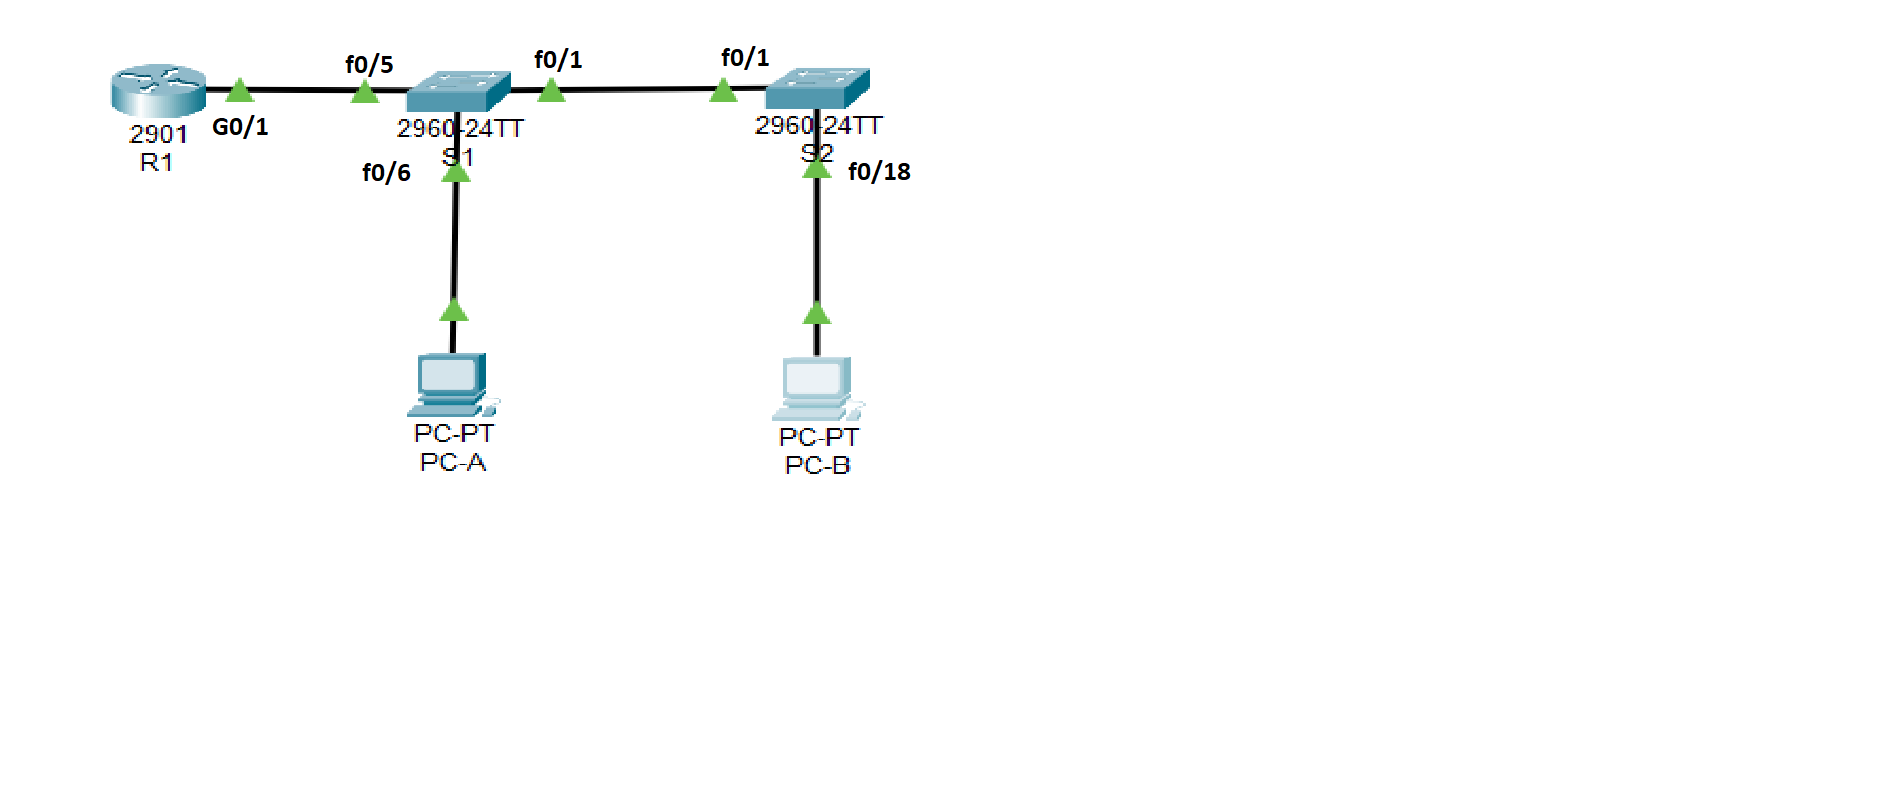 f0/5
f0/1
f0/1
G0/1
2901
R1
2960-24TT
S1
2960-24TT
S2
f0/6
f0/18
PC-PT
PC-A
PC-PT
PC-B